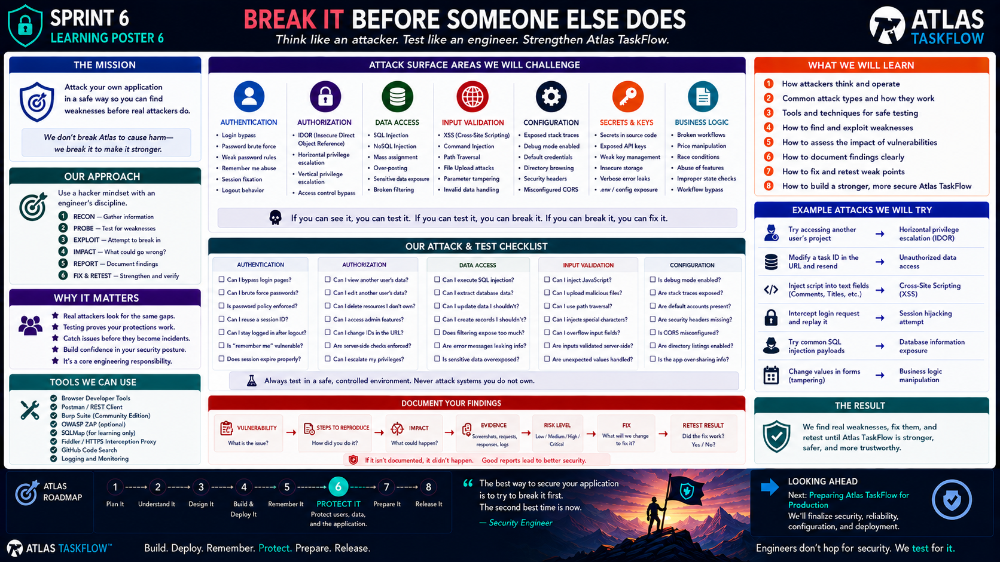 SPRINT 6
LEARNING POSTER 6
BREAK IT BEFORE SOMEONE ELSE DOES
Think like an attacker. Test like an engineer. Strengthen Atlas TaskFlow.
ATLAS
TASKFLOW
THE MISSION
Attack your own application
in a safe way so you can find
weaknesses before real attackers do.
We don't break Atlas to cause harm—
we break it to make it stronger.
OUR APPROACH
Use a hacker mindset with an
engineer's discipline.
1 RECON — Gather information
2 PROBE — Test for weaknesses
3 EXPLOIT — Attempt to break in
4 IMPACT — What could go wrong?
5 REPORT — Document findings
6 FIX & RETEST — Strengthen and verify
WHY IT MATTERS
Real attackers look for the same gaps.
Testing proves your protections work.
Catch issues before they become incidents.
Build confidence in your security posture.
It's a core engineering responsibility.
TOOLS WE CAN USE
Browser Developer Tools
Postman / REST Client
Burp Suite (Community Edition)
OWASP ZAP (optional)
SQLMap (for learning only)
Fiddler / HTTPS Interception Proxy
GitHub Code Search
Logging and Monitoring
ATTACK SURFACE AREAS WE WILL CHALLENGE
AUTHENTICATION
• Login bypass
• Password brute force
• Weak password rules
• Remember me abuse
• Session fixation
• Logout behavior
AUTHORIZATION
• IDOR (Insecure Direct
Object Reference)
• Horizontal privilege
escalation
• Vertical privilege
escalation
• Access control bypass
DATA ACCESS
• SQL Injection
• NoSQL Injection
• Mass assignment
• Over-posting
• Sensitive data exposure
• Broken filtering
INPUT VALIDATION
• XSS (Cross-Site Scripting)
• Command Injection
• Path Traversal
• File Upload attacks
• Parameter tampering
• Invalid data handling
CONFIGURATION
• Exposed stack traces
• Debug mode enabled
• Default credentials
• Directory browsing
• Security headers
• Misconfigured CORS
SECRETS & KEYS
• Secrets in source code
• Exposed API keys
• Weak key management
• Insecure storage
• Verbose error leaks
• .env / config exposure
BUSINESS LOGIC
• Broken workflows
• Price manipulation
• Race conditions
• Abuse of features
• Improper state checks
• Workflow bypass
If you can see it, you can test it. If you can test it, you can break it. If you can break it, you can fix it.
OUR ATTACK & TEST CHECKLIST
AUTHENTICATION
Can I bypass login pages?
Can I brute force passwords?
Is password policy enforced?
Can I reuse a session ID?
Can I stay logged in after logout?
Is "remember me" vulnerable?
Does session expire properly?
AUTHORIZATION
Can I view another user's data?
Can I edit another user's data?
Can I delete resources I don't own?
Can I access admin features?
Can I change IDs in the URL?
Are server-side checks enforced?
Can I escalate my privileges?
DATA ACCESS
Can I execute SQL injection?
Can I extract database data?
Can I update data I shouldn't?
Can I create records I shouldn't?
Does filtering expose too much?
Are error messages leaking info?
Is sensitive data overexposed?
INPUT VALIDATION
Can I inject JavaScript?
Can I upload malicious files?
Can I use path traversal?
Can I injecte special characters?
Can I overflow input fields?
Are inputs validated server-side?
Are unexpected values handled?
CONFIGURATION
Is debug mode enabled?
Are stack traces exposed?
Are default accounts present?
Are security headers missing?
Is CORS misconfigured?
Are directory listings enabled?
Is the app over-sharing info?
Always test in a safe, controlled environment. Never attack systems you do not own.
DOCUMENT YOUR FINDINGS
VULNERABILITY
What is the issue?
STEPS TO REPRODUCE
How did you do it?
IMPACT
What could happen?
EVIDENCE
Screenshots, requests,
responses, logs
RISK LEVEL
Low / Medium / High /
Critical
FIX
What will we change
to fix it?
RETEST RESULT
Did the fix work?
Yes / No?
If it isn't documented, it didn't happen. Good reports lead to better security.
WHAT WE WILL LEARN
1 How attackers think and operate
2 Common attack types and how they work
3 Tools and techniques for safe testing
4 How to find and exploit weaknesses
5 How to assess the impact of vulnerabilities
6 How to document findings clearly
7 How to fix and retest weak points
8 How to build a stronger, more secure Atlas TaskFlow
EXAMPLE ATTACKS WE WILL TRY
Try accessing another
user's project
Horizontal privilege
escalation (IDOR)
Modify a task ID in the
URL and resend
Unauthorized data
access
Inject script into text fields
(Comments, Titles, etc.)
Cross-Site Scripting
(XSS)
Intercept login request
and replay it
Session hijacking
attempt
Try common SQL
injection payloads
Database information
exposure
Change values in forms
(tampering)
Business logic
manipulation
THE RESULT
We find real weaknesses, fix them, and
retest until Atlas TaskFlow is stronger,
safer, and more trustworthy.
ATLAS
ROADMAP
1
Plan It
2
Understand It
3
Design It
4
Build &
Deploy It
5
Remember It
6
PROTECT IT
Protect users, data,
and the application.
7
Prepare It
8
Release It
“ The best way to secure your application
is to try to break it first.
The second best time is now.
— Security Engineer
LOOKING AHEAD
Next: Preparing Atlas TaskFlow for
Production
We'll finalize security, reliability,
configuration, and deployment.
ATLAS TASKFLOW™
Build. Deploy. Remember. Protect. Prepare. Release.
Engineers don't hop for security. We test for it.